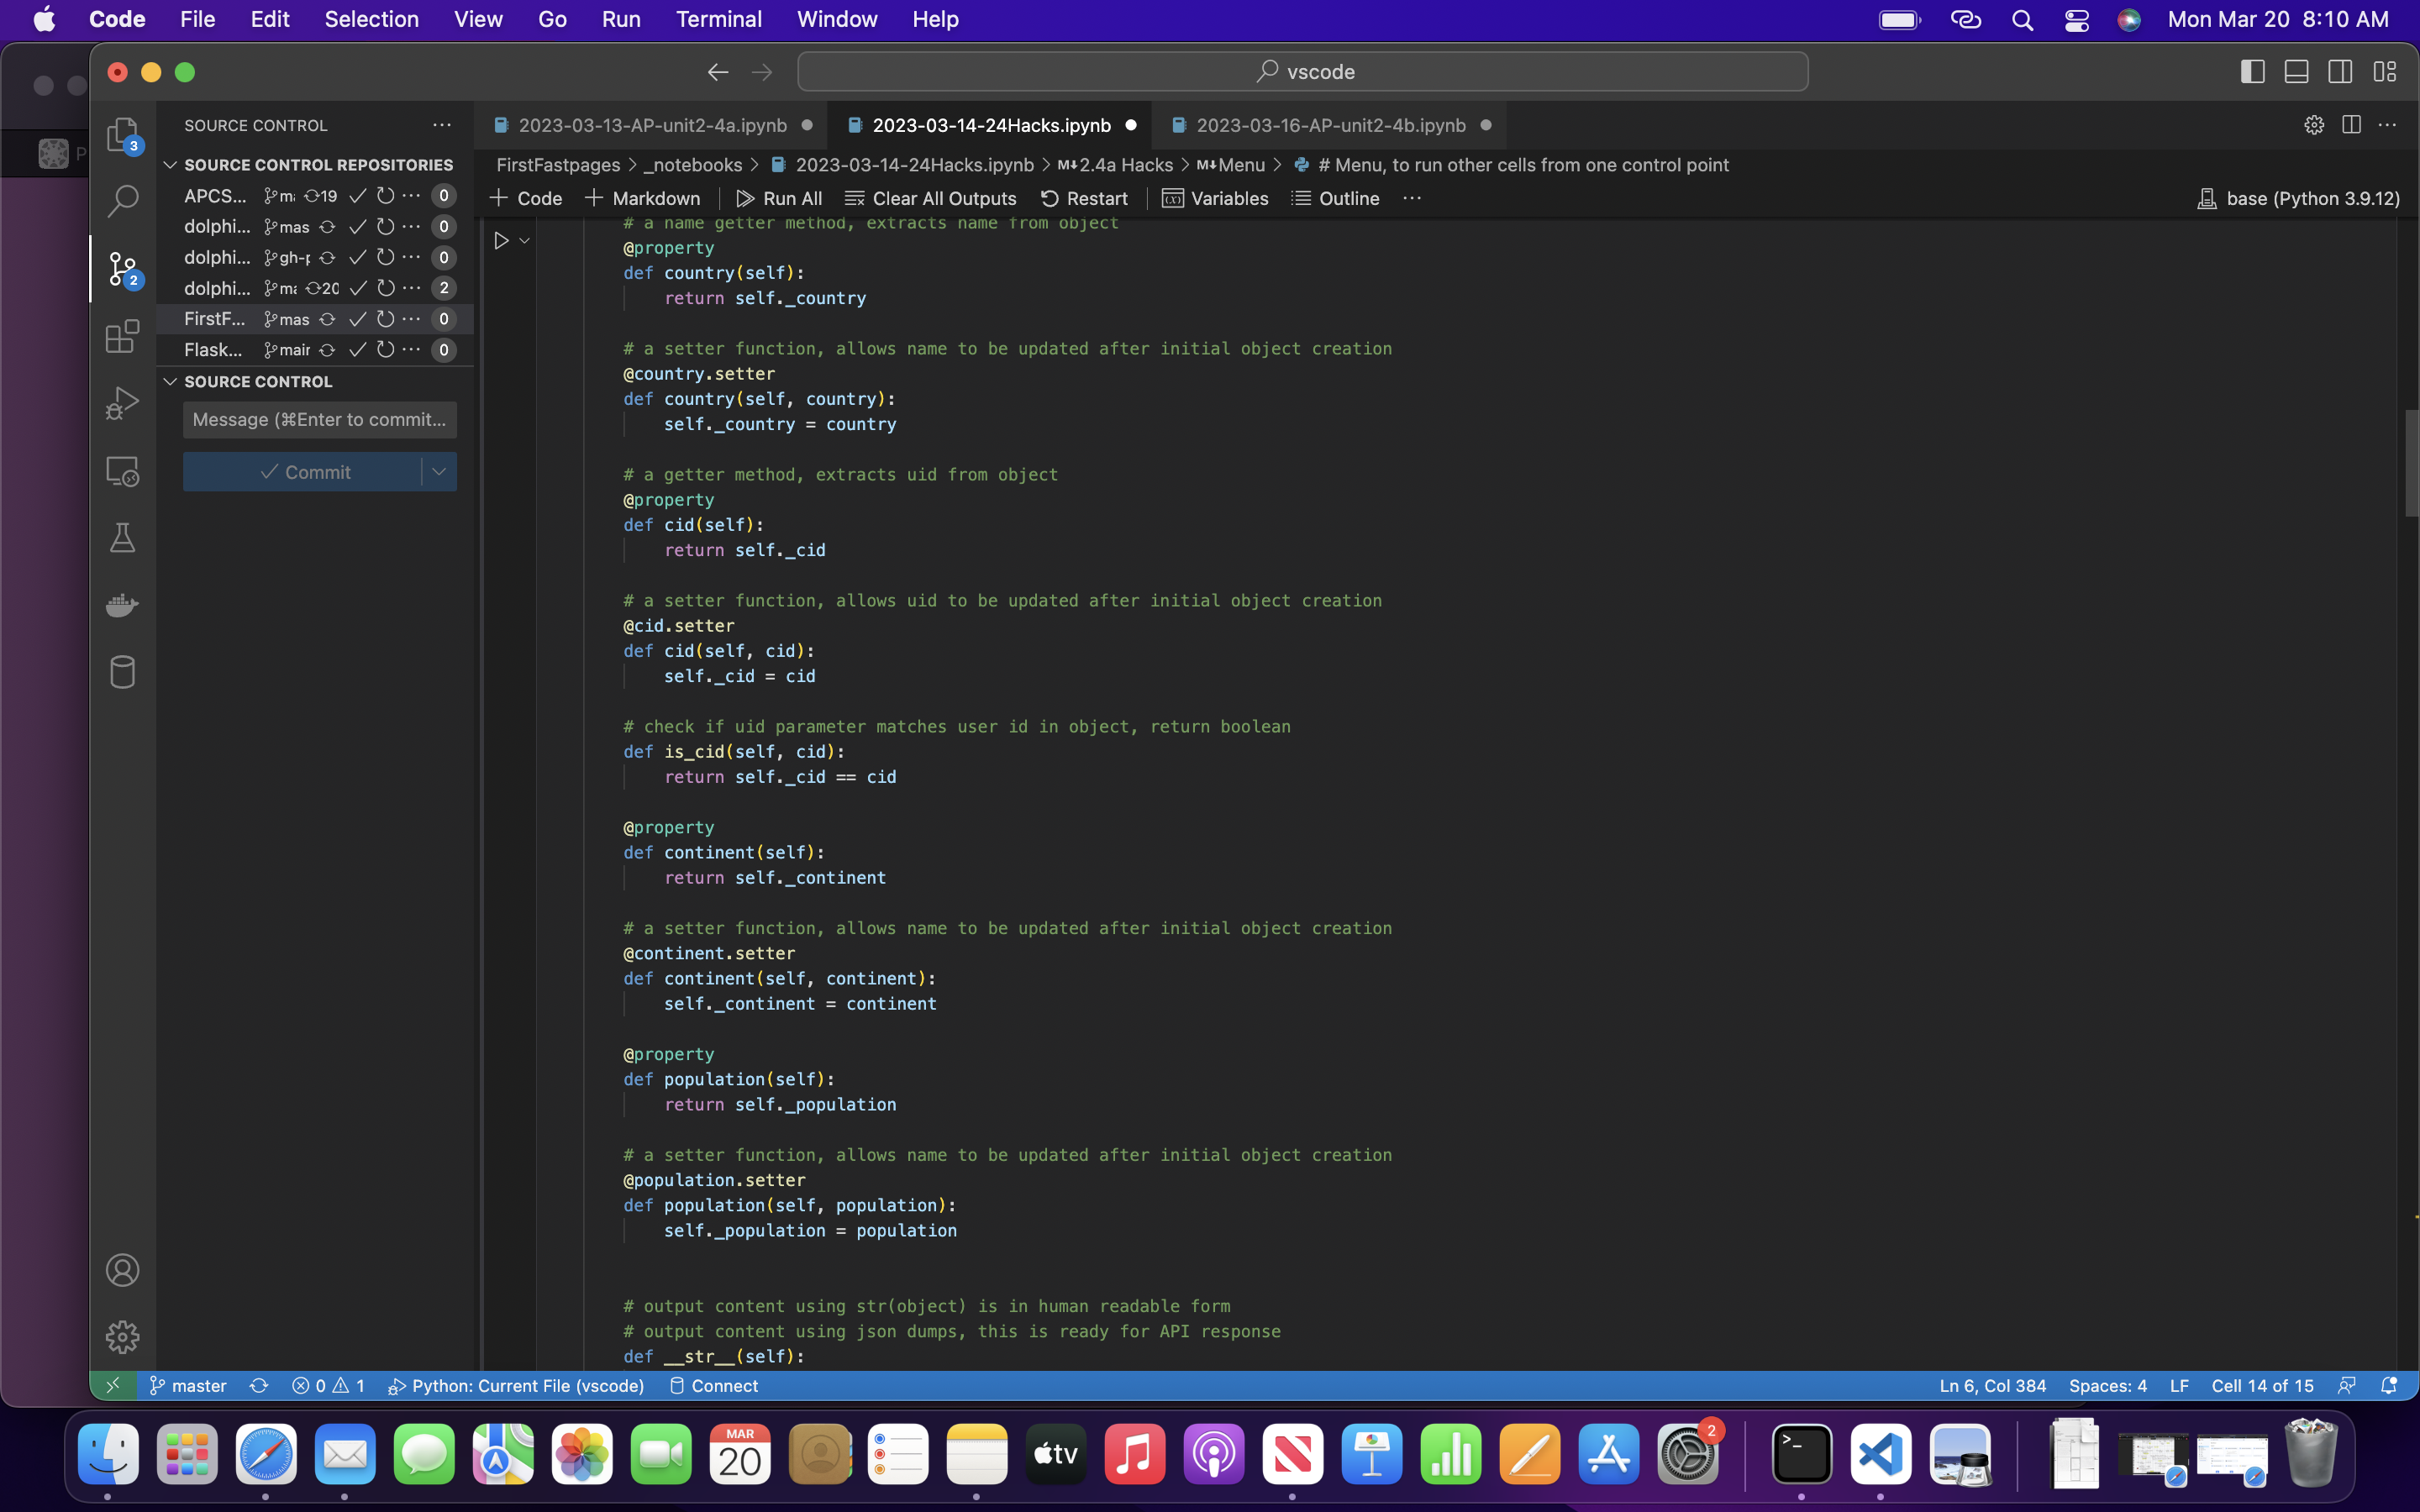 Code File Edit Selection View Go Run Terminal Window Help Mon Mar 20 8:10 AM
vscode
SOURCE CONTROL
2023-03-13-AP-unit2-4a.ipynb 2023-03-14-24Hacks.ipynb 2023-03-16-AP-unit2-4b.ipynb
FirstFastpages > _notebooks > 2023-03-14-24Hacks.ipynb > M↓2.4a Hacks > M↓Menu > # Menu, to run other cells from one control point
+ Code + Markdown Run All Clear All Outputs Restart Variables Outline ··· base (Python 3.9.12)
3
2
SOURCE CONTROL REPOSITORIES
APCS... ma 19 ··· 0
dolphi... mas ··· 0
dolphi... gh-p ··· 0
dolphi... ma 20 ··· 2
FirstF... mas ··· 0
Flask... mair ··· 0
SOURCE CONTROL
Message (⌘Enter to commit...
Commit
# a name getter method, extracts name from object
@property
def country(self):
return self._country
# a setter function, allows name to be updated after initial object creation
@country.setter
def country(self, country):
self._country = country
# a getter method, extracts uid from object
@property
def cid(self):
return self._cid
# a setter function, allows uid to be updated after initial object creation
@cid.setter
def cid(self, cid):
self._cid = cid
# check if uid parameter matches user id in object, return boolean
def is_cid(self, cid):
return self._cid == cid
@property
def continent(self):
return self._continent
# a setter function, allows name to be updated after initial object creation
@continent.setter
def continent(self, continent):
self._continent = continent
@property
def population(self):
return self._population
# a setter function, allows name to be updated after initial object creation
@population.setter
def population(self, population):
self._population = population
# output content using str(object) is in human readable form
# output content using json dumps, this is ready for API response
def __str__(self):
master 0 1 Python: Current File (vscode) Connect Ln 6, Col 384 Spaces: 4 LF Cell 14 of 15
MAR
20
tv
2